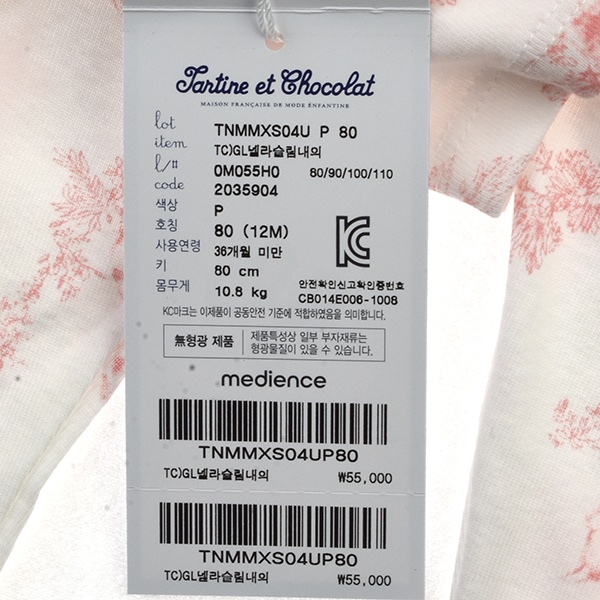 Tartine et Chocolat
MAISON FRANÇAISE DE MODE ENFANTINE
lot TNMMXS04U P 80
item TC)GL넬라슬림내의
l/# 0M055H0 80/90/100/110
code 2035904
색상 P
호칭 80 (12M)
사용연령 36개월 미만
키 80 cm
몸무게 10.8 kg
안전확인신고확인증번호
CB014E006-1008
KC마크는 이제품이 공통안전 기준에 적합하였음을 의미합니다.
無형광 제품
제품특성상 일부 부자재류는
형광물질이 있을 수 있습니다.
medience
TNMMXS04UP80
TC)GL넬라슬림내의 ₩55,000
TNMMXS04UP80
TC)GL넬라슬림내의 ₩55,000